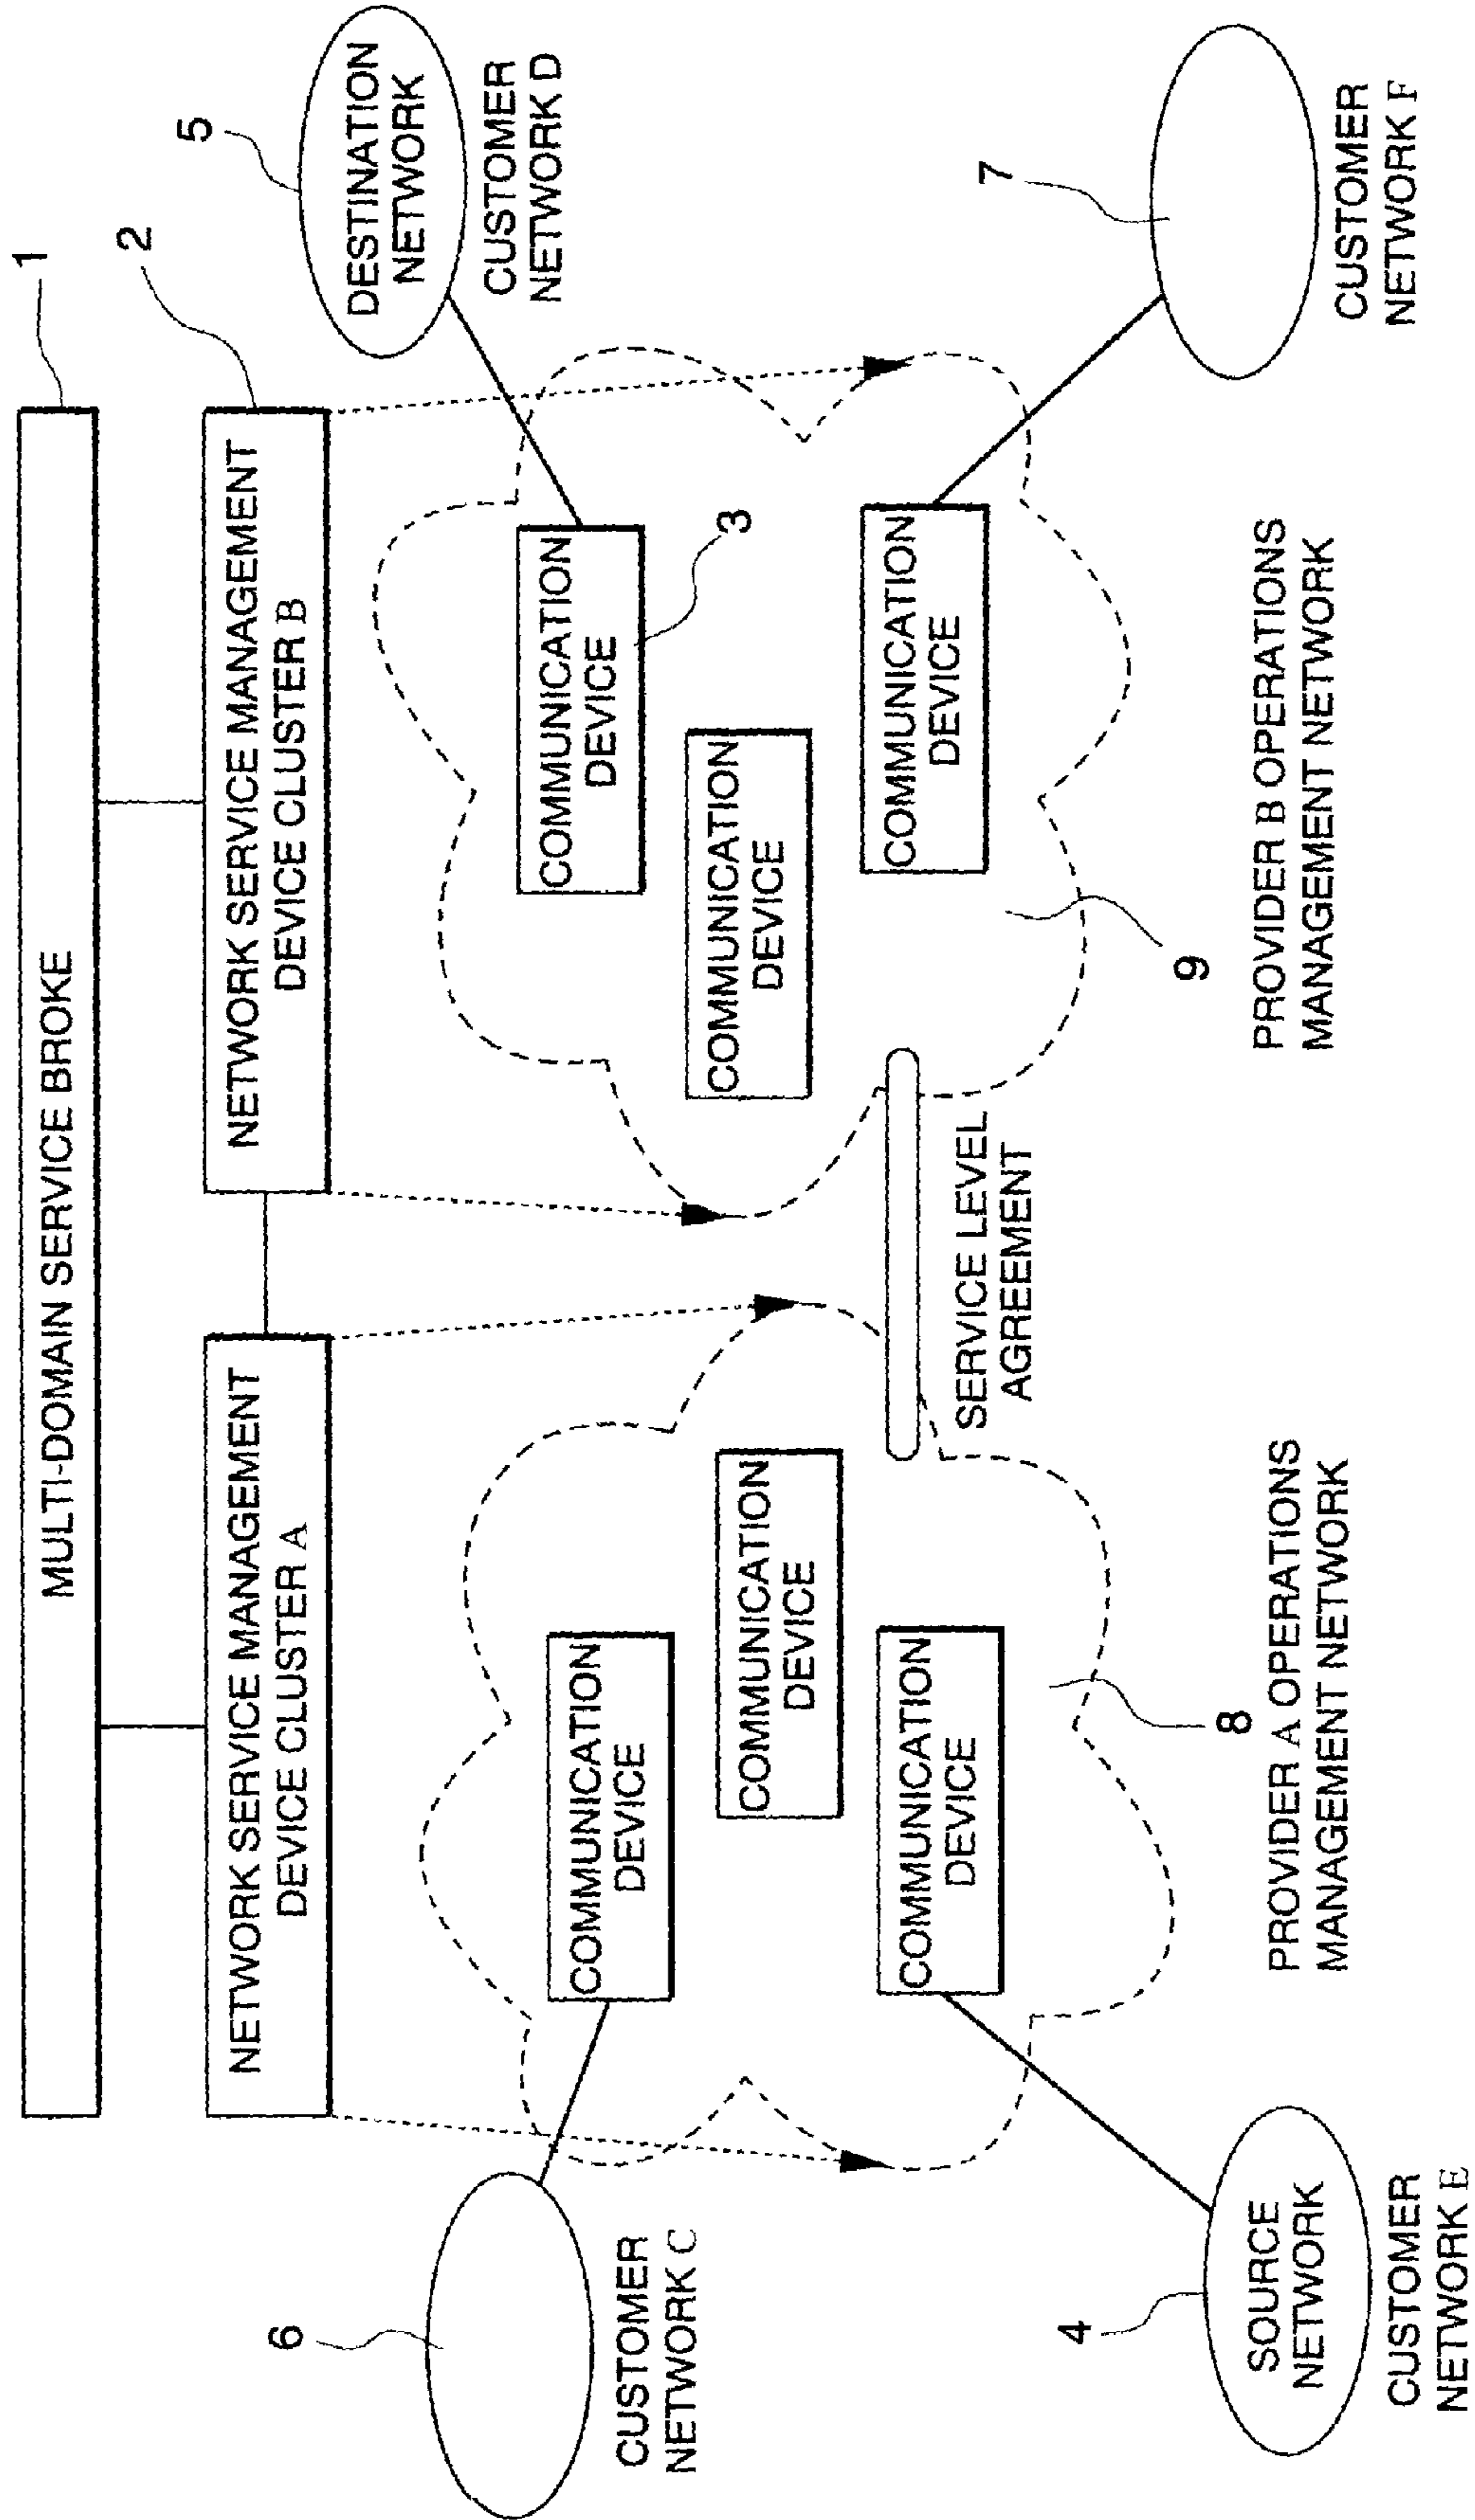 1
MULTI-DOMAIN SERVICE BROKE
2
NETWORK SERVICE MANAGEMENT
DEVICE CLUSTER A
NETWORK SERVICE MANAGEMENT
DEVICE CLUSTER B
5
DESTINATION
NETWORK
CUSTOMER
NETWORK D
6
CUSTOMER
NETWORK C
COMMUNICATION
DEVICE
COMMUNICATION
DEVICE
COMMUNICATION
DEVICE
COMMUNICATION
DEVICE
3
COMMUNICATION
DEVICE
COMMUNICATION
DEVICE
SERVICE LEVEL
AGREEMENT
7
CUSTOMER
NETWORK F
4
SOURCE
NETWORK
CUSTOMER
NETWORK E
8
PROVIDER A OPERATIONS
MANAGEMENT NETWORK
9
PROVIDER B OPERATIONS
MANAGEMENT NETWORK